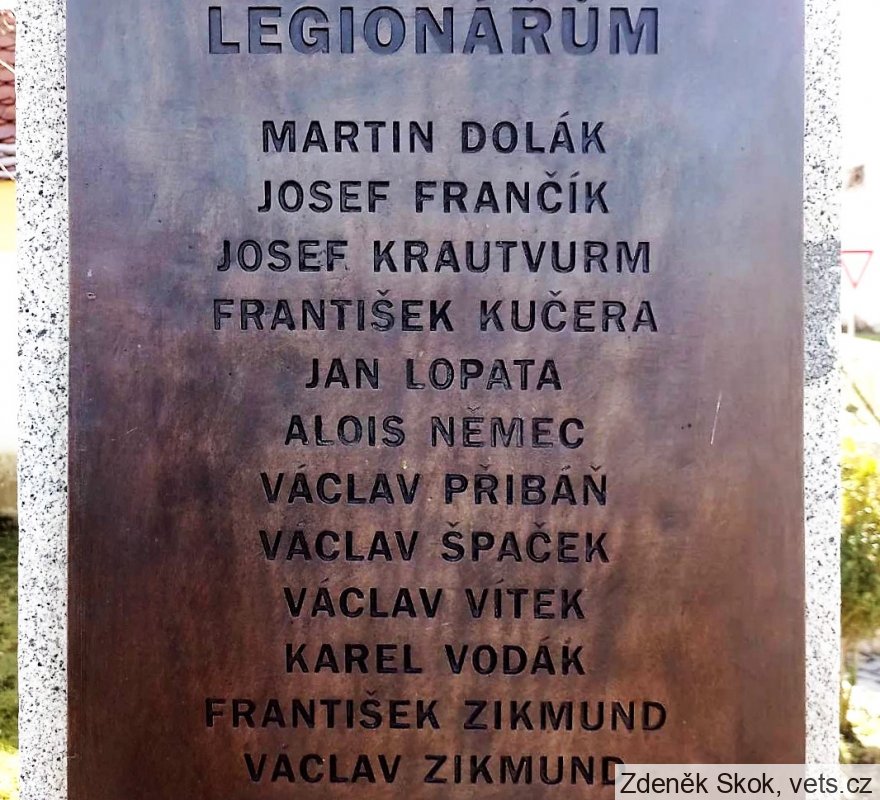 LEGIONÁŘŮM
MARTIN DOLÁK
JOSEF FRANČÍK
JOSEF KRAUTVURM
FRANTIŠEK KUČERA
JAN LOPATA
ALOIS NĚMEC
VÁCLAV PŘIBÁŇ
VÁCLAV ŠPAČEK
VÁCLAV VÍTEK
KAREL VODÁK
FRANTIŠEK ZIKMUND
VÁCLAV ZIKMUND
Zdeněk Skok, vets.cz